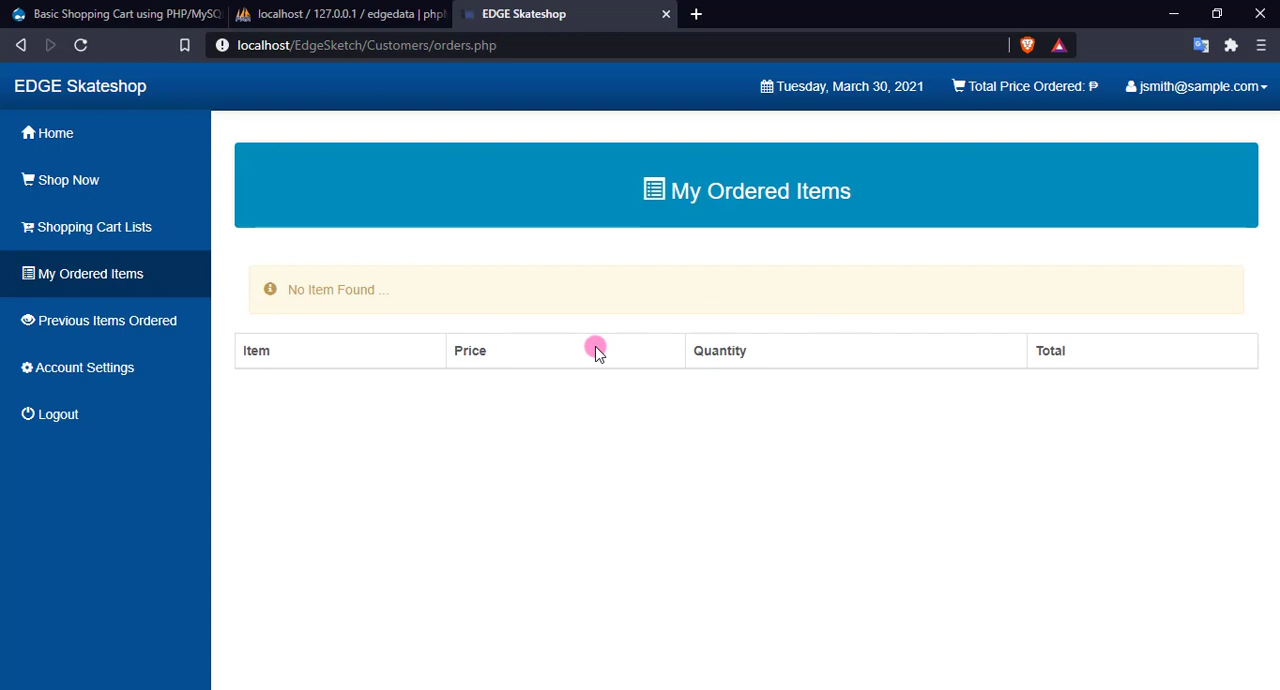 Basic Shopping Cart using PHP/MySQ
localhost / 127.0.0.1 / edgedata | php
EDGE Skateshop
localhost/EdgeSketch/Customers/orders.php
EDGE Skateshop
Tuesday, March 30, 2021
Total Price Ordered: ₱
jsmith@sample.com
Home
Shop Now
Shopping Cart Lists
My Ordered Items
Previous Items Ordered
Account Settings
Logout
My Ordered Items
No Item Found ...
Item Price Quantity Total